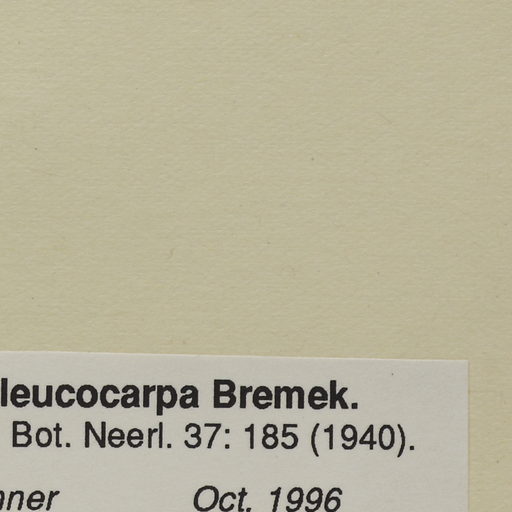 leucocarpa Bremek.
Bot. Neerl. 37: 185 (1940).
nner Oct. 1996